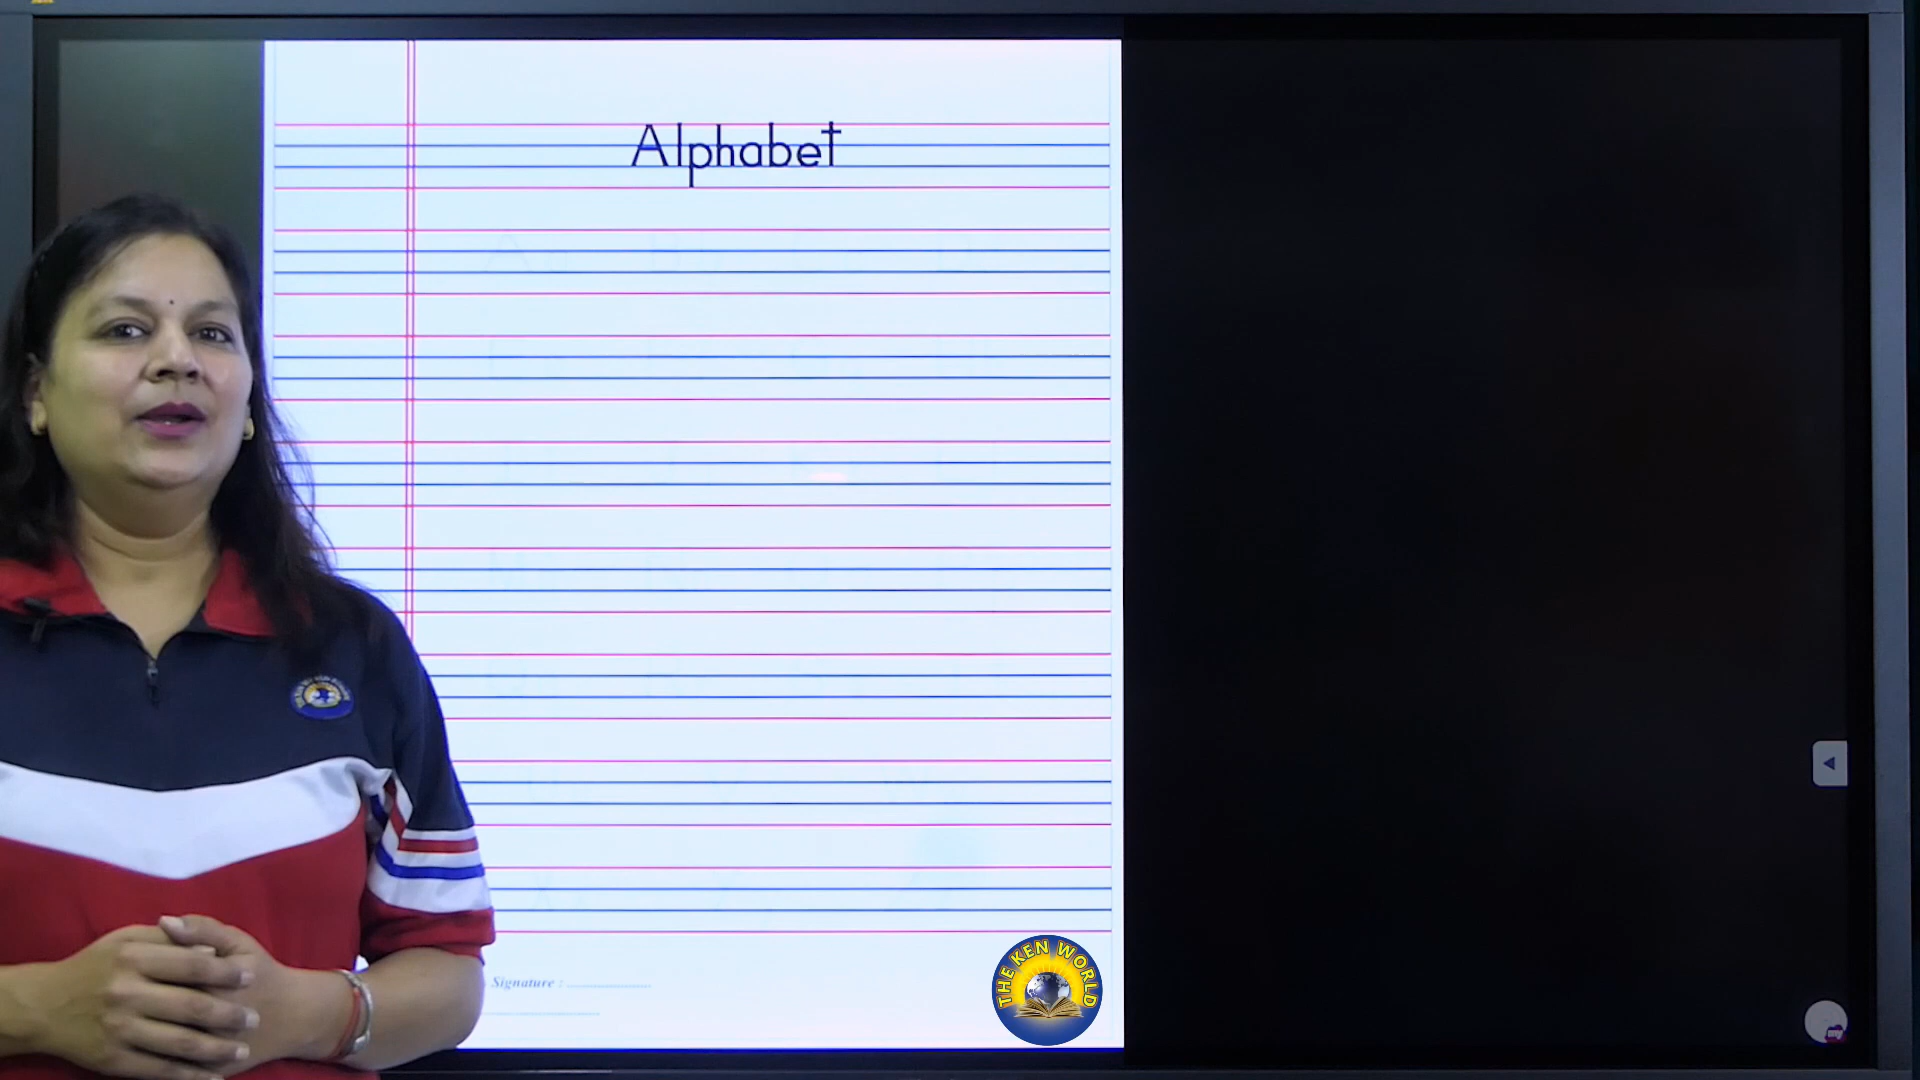 Alphabet
Signature : ....................
THE KEN WORLD